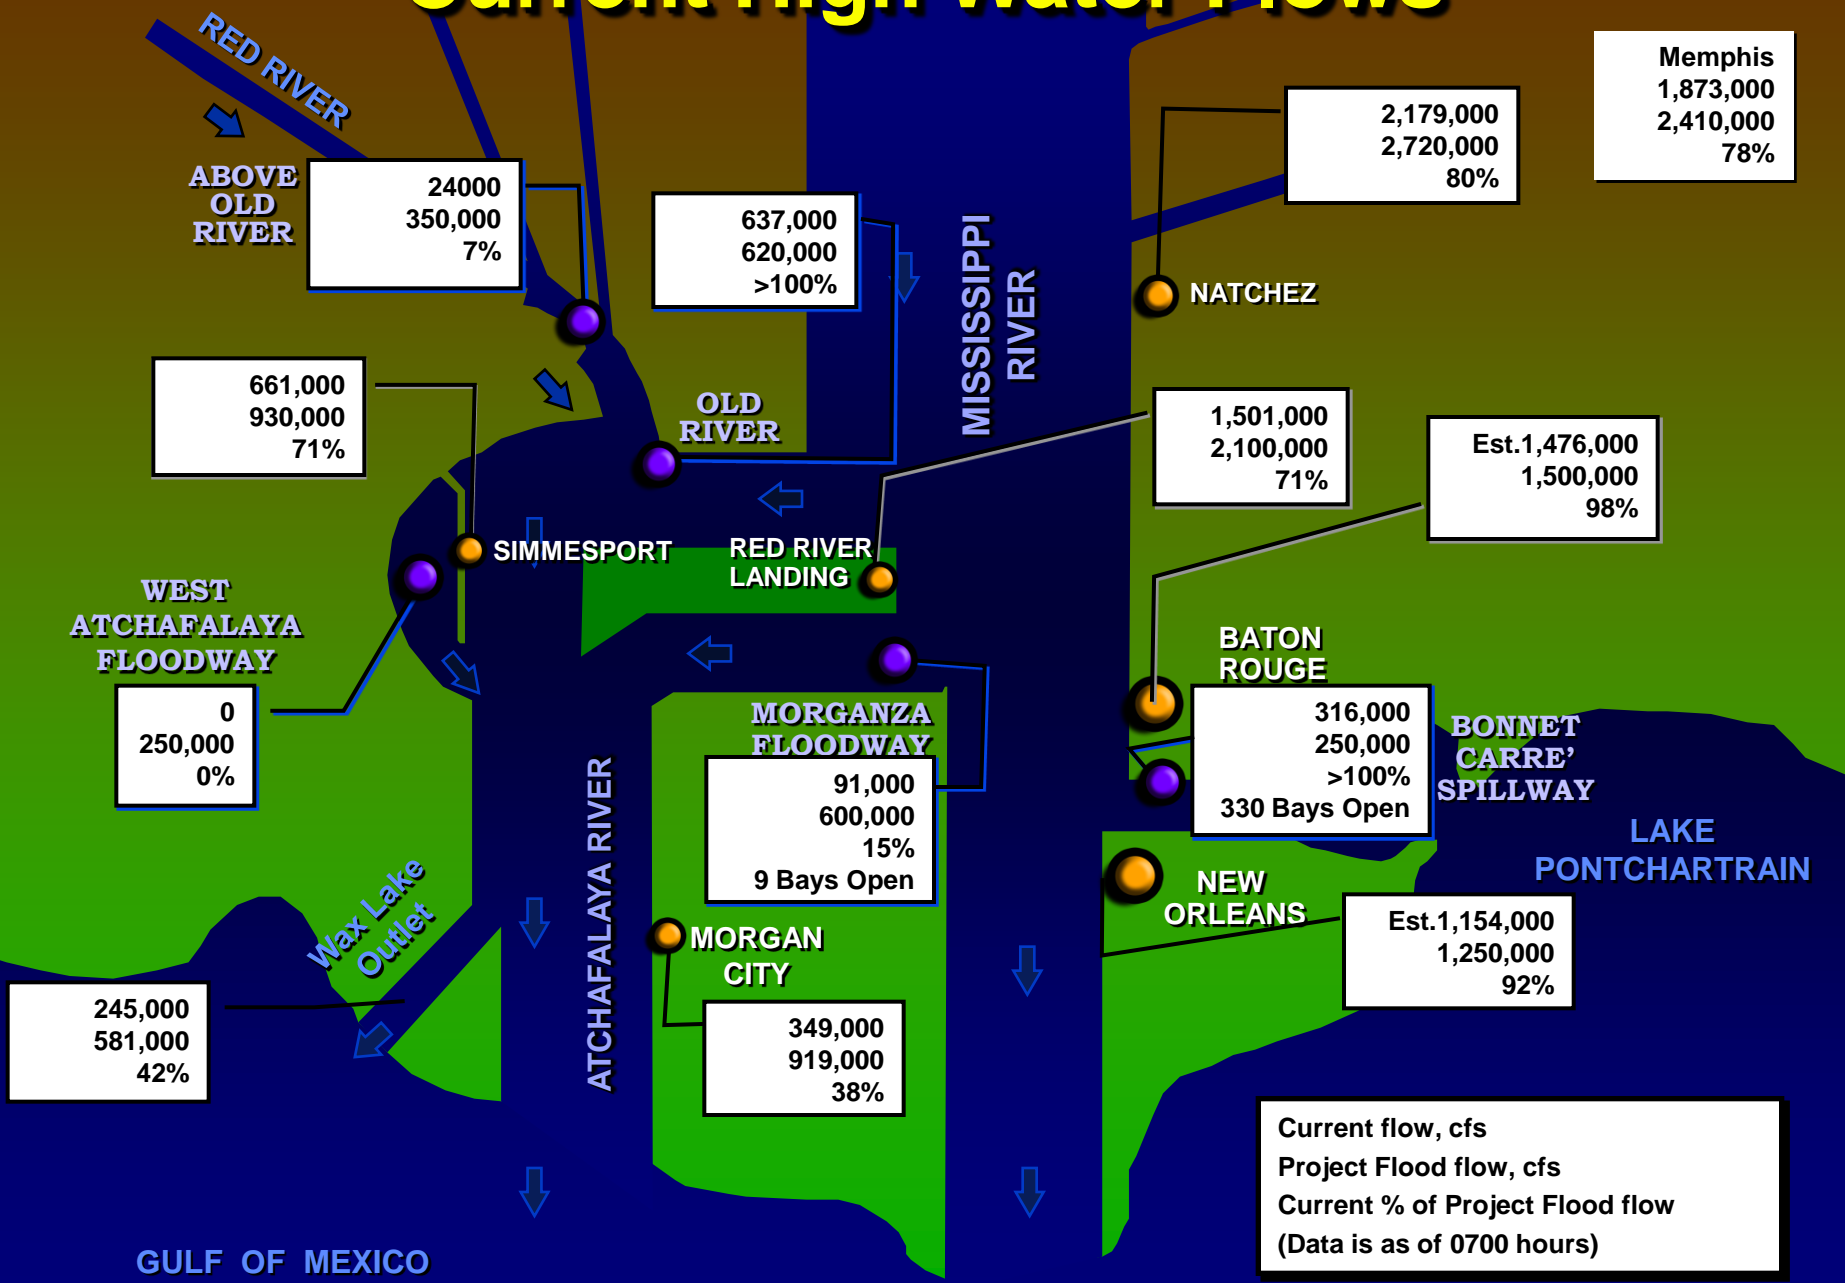 Current High Water Flows
RED RIVER
Memphis
1,873,000
2,410,000
78%
2,179,000
2,720,000
80%
ABOVE
OLD
RIVER
24000
350,000
7%
637,000
620,000
>100%
MISSISSIPPI
RIVER
NATCHEZ
661,000
930,000
71%
OLD
RIVER
1,501,000
2,100,000
71%
Est.1,476,000
1,500,000
98%
SIMMESPORT
RED RIVER
LANDING
WEST
ATCHAFALAYA
FLOODWAY
0
250,000
0%
BATON
ROUGE
316,000
250,000
>100%
330 Bays Open
BONNET
CARRE’
SPILLWAY
MORGANZA
FLOODWAY
91,000
600,000
15%
9 Bays Open
ATCHAFALAYA RIVER
LAKE
PONTCHARTRAIN
NEW
ORLEANS
Est.1,154,000
1,250,000
92%
Wax Lake
Outlet
MORGAN
CITY
245,000
581,000
42%
349,000
919,000
38%
Current flow, cfs
Project Flood flow, cfs
Current % of Project Flood flow
(Data is as of 0700 hours)
GULF OF MEXICO